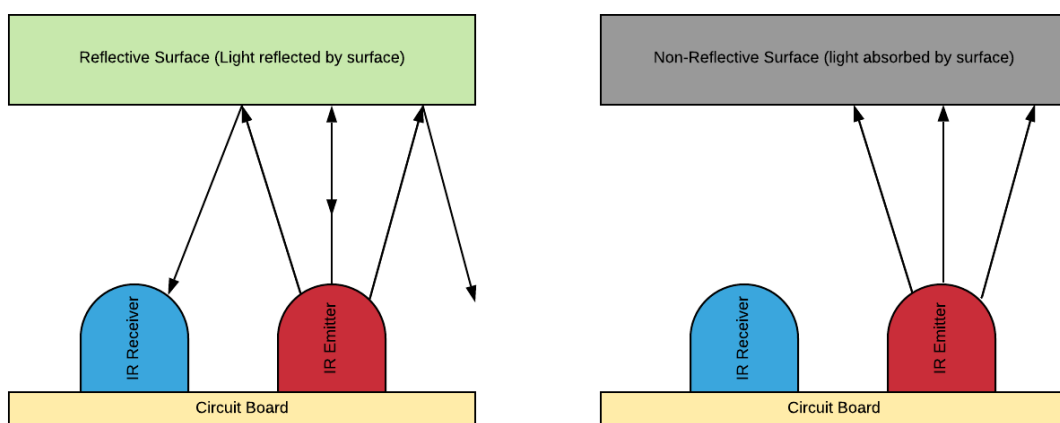 Reflective Surface (Light reflected by surface)
IR Receiver
IR Emitter
Circuit Board
Non-Reflective Surface (light absorbed by surface)
IR Receiver
IR Emitter
Circuit Board